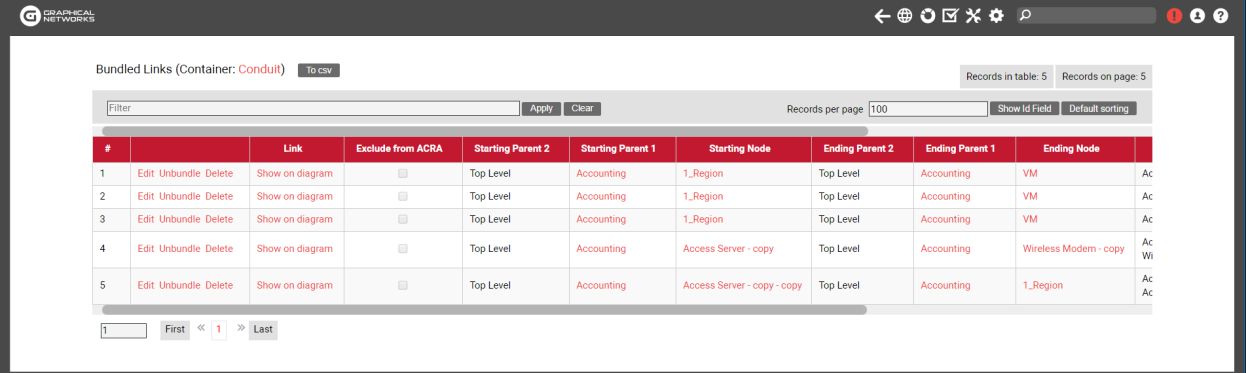 GRAPHICAL
NETWORKS
Bundled Links (Container: Conduit) To csv
Records in table: 5 Records on page: 5
Filter Apply Clear Records per page 100 Show Id Field Default sorting
# Link Exclude from ACRA Starting Parent 2 Starting Parent 1 Starting Node Ending Parent 2 Ending Parent 1 Ending Node
1 Edit Unbundle Delete Show on diagram Top Level Accounting 1_Region Top Level Accounting VM Ac
2 Edit Unbundle Delete Show on diagram Top Level Accounting 1_Region Top Level Accounting VM Ac
3 Edit Unbundle Delete Show on diagram Top Level Accounting 1_Region Top Level Accounting VM Ac
4 Edit Unbundle Delete Show on diagram Top Level Accounting Access Server - copy Top Level Accounting Wireless Modem - copy Ac
Wi
5 Edit Unbundle Delete Show on diagram Top Level Accounting Access Server - copy - copy Top Level Accounting 1_Region Ac
Ac
1 First « 1 » Last